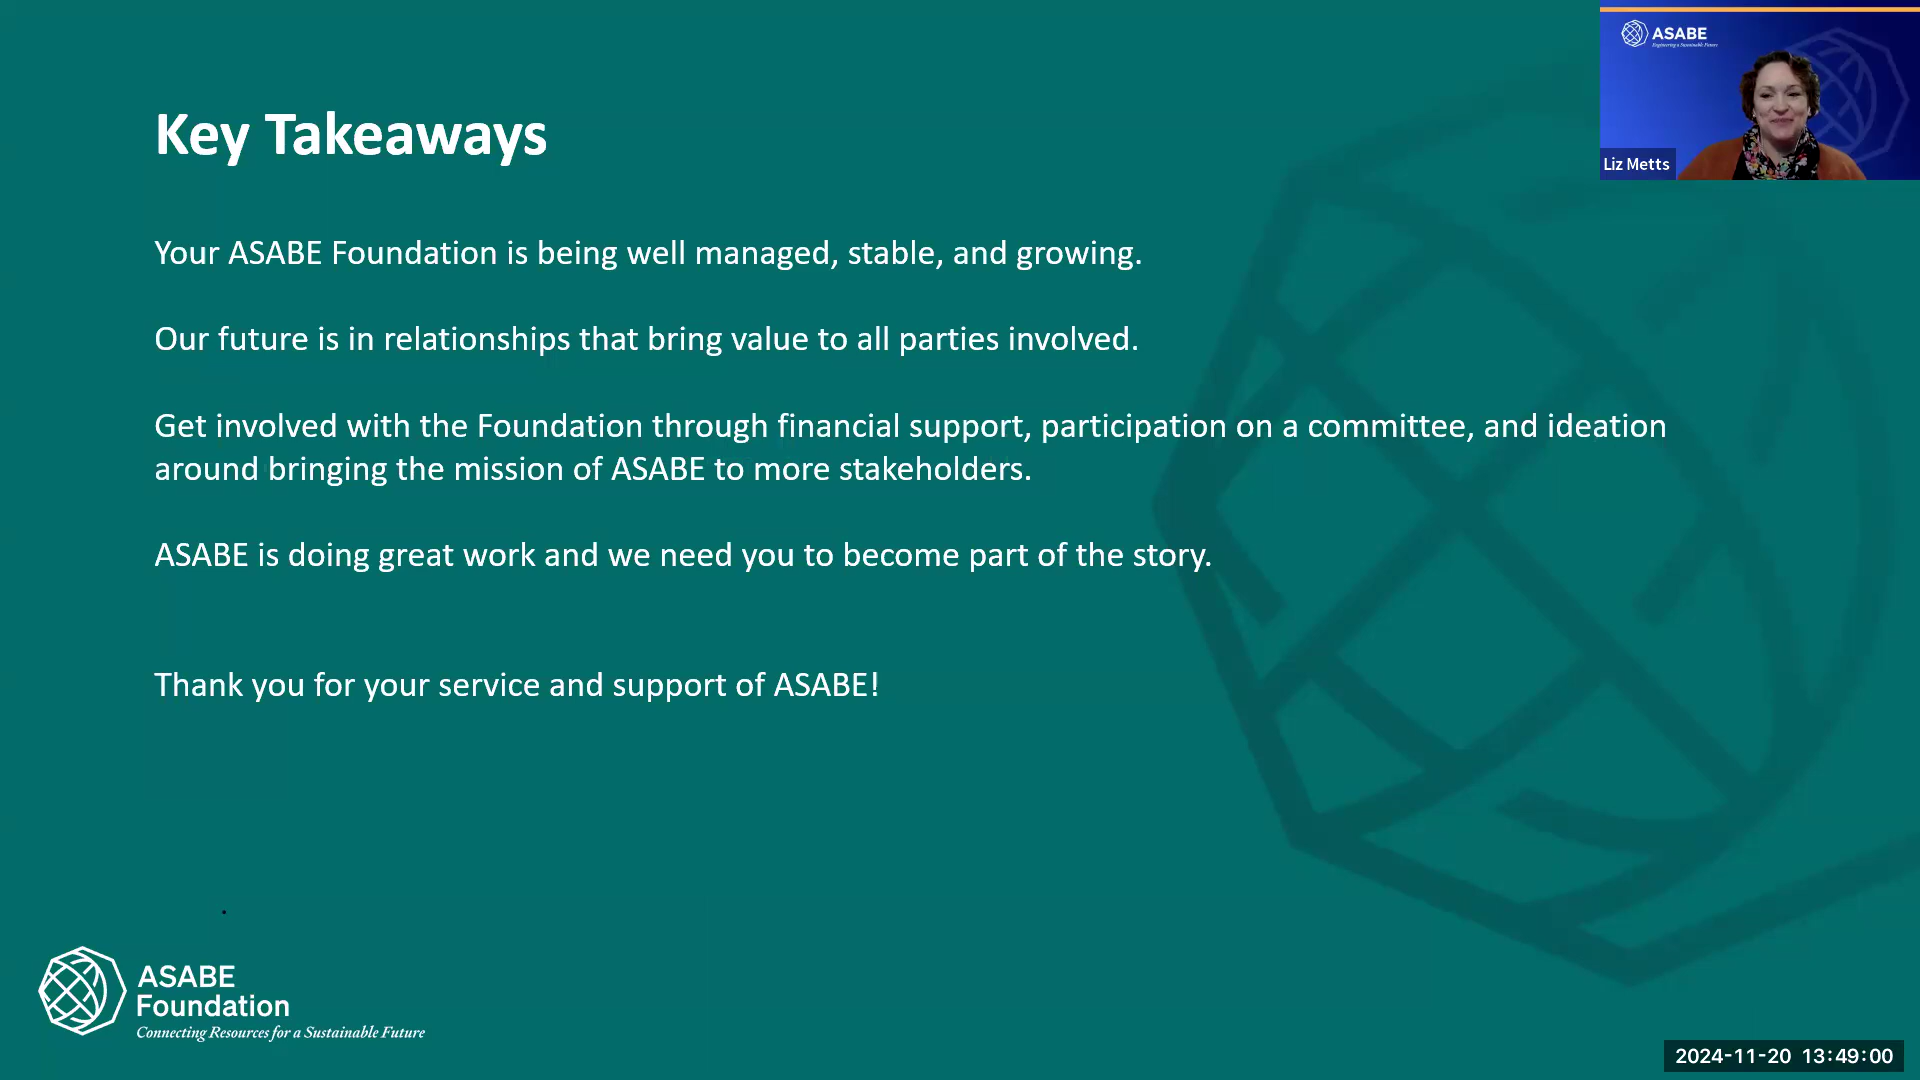 ASABE
Engineering a Sustainable Future
Liz Metts
Key Takeaways
Your ASABE Foundation is being well managed, stable, and growing.
Our future is in relationships that bring value to all parties involved.
Get involved with the Foundation through financial support, participation on a committee, and ideation
around bringing the mission of ASABE to more stakeholders.
ASABE is doing great work and we need you to become part of the story.
Thank you for your service and support of ASABE!
ASABE
Foundation
Connecting Resources for a Sustainable Future
2024-11-20 13:49:00